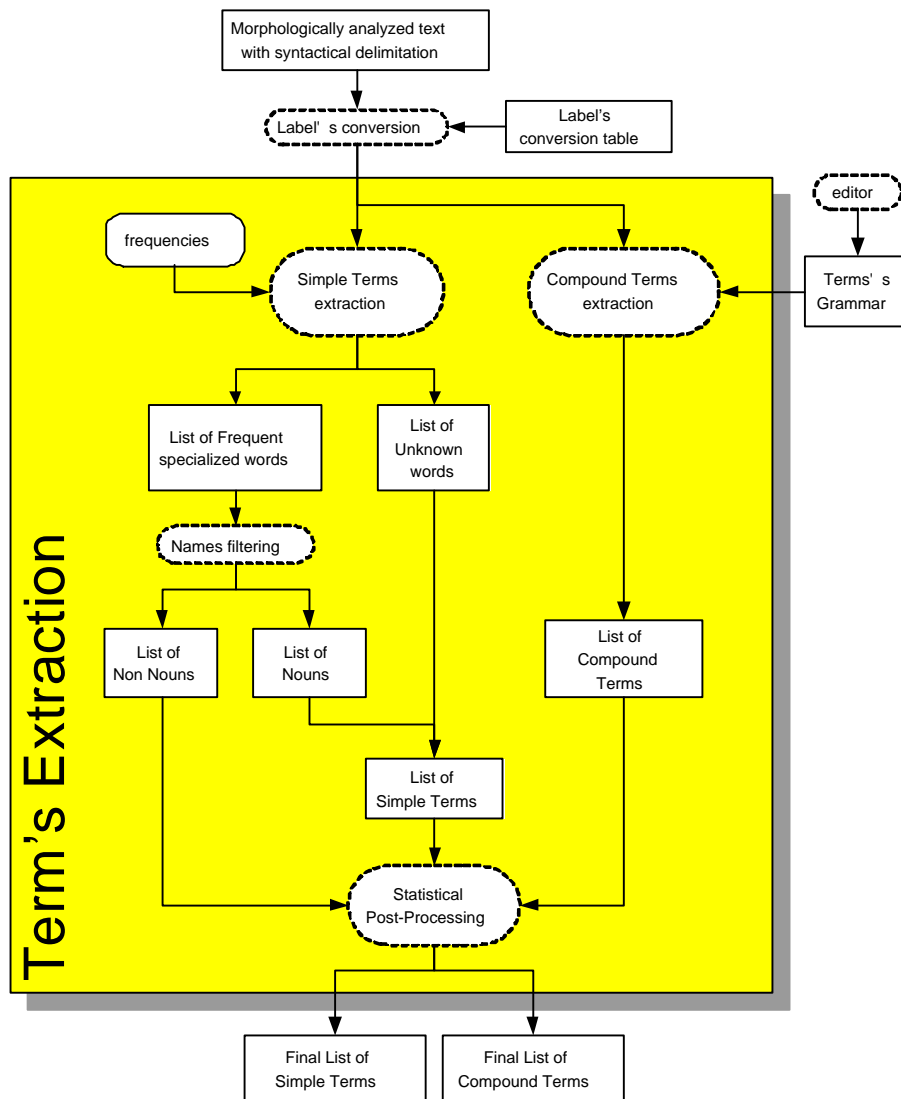 Morphologically analyzed text
with syntactical delimitation
Label' s conversion
Label's
conversion table
editor
frequencies
Simple Terms
extraction
Compound Terms
extraction
Terms' s
Grammar
List of Frequent
specialized words
List of
Unknown
words
Names filtering
List of
Non Nouns
List of
Nouns
List of
Compound
Terms
List of
Simple Terms
Statistical
Post-Processing
Term's Extraction
Final List of
Simple Terms
Final List of
Compound Terms